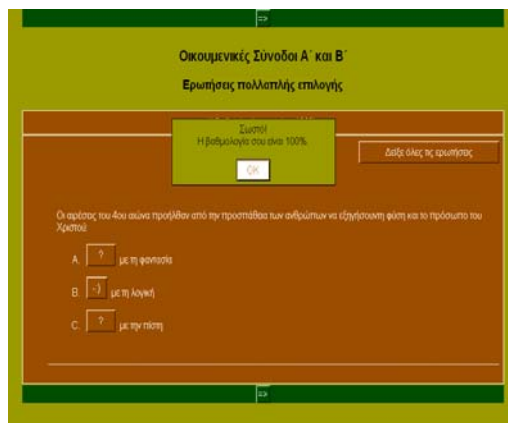 =>
Οικουμενικές Σύνοδοι Α΄ και Β΄
Ερωτήσεις πολλαπλής επιλογής
Σωστό!
Η βαθμολογία σου είναι 100%.
OK
Δείξε όλες τις ερωτήσεις
Οι αιρέσεις του 4ου αιώνα προήλθαν από την προσπάθεια των ανθρώπων να εξηγήσουν τη φύση και το πρόσωπο του
Χριστού:
A. ? με τη φαντασία
B. :-) με τη λογική
C. ? με την πίστη
=>